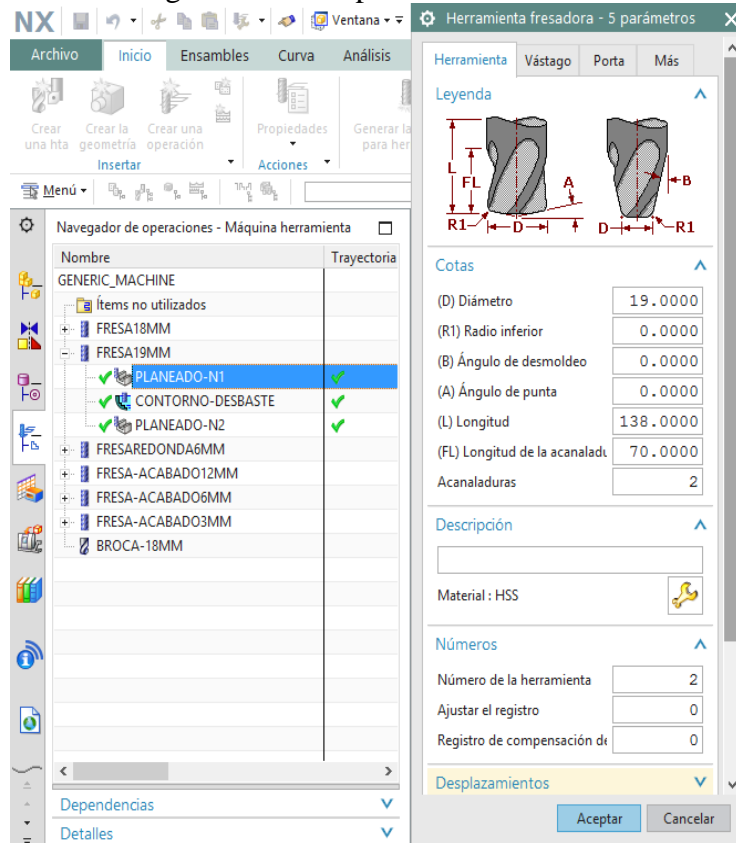 NX
Ventana
Herramienta fresadora - 5 parámetros
Archivo Inicio Ensambles Curva Análisis
Crear una hta
Crear la geometría
Crear una operación
Propiedades
Generar la
para her
Insertar
Acciones
Menú
Navegador de operaciones - Máquina herramienta
Nombre Trayectoria
GENERIC_MACHINE
Ítems no utilizados
FRESA18MM
FRESA19MM
PLANEADO-N1
CONTORNO-DESBASTE
PLANEADO-N2
FRESAREDONDA6MM
FRESA-ACABADO12MM
FRESA-ACABADO6MM
FRESA-ACABADO3MM
BROCA-18MM
Dependencias
Detalles
Herramienta Vástago Porta Más
Leyenda
L
FL
A
B
R1
D
D
R1
Cotas
(D) Diámetro 19.0000
(R1) Radio inferior 0.0000
(B) Ángulo de desmoldeo 0.0000
(A) Ángulo de punta 0.0000
(L) Longitud 138.0000
(FL) Longitud de la acanaladu 70.0000
Acanaladuras 2
Descripción
Material : HSS
Números
Número de la herramienta 2
Ajustar el registro 0
Registro de compensación de 0
Desplazamientos
Aceptar Cancelar